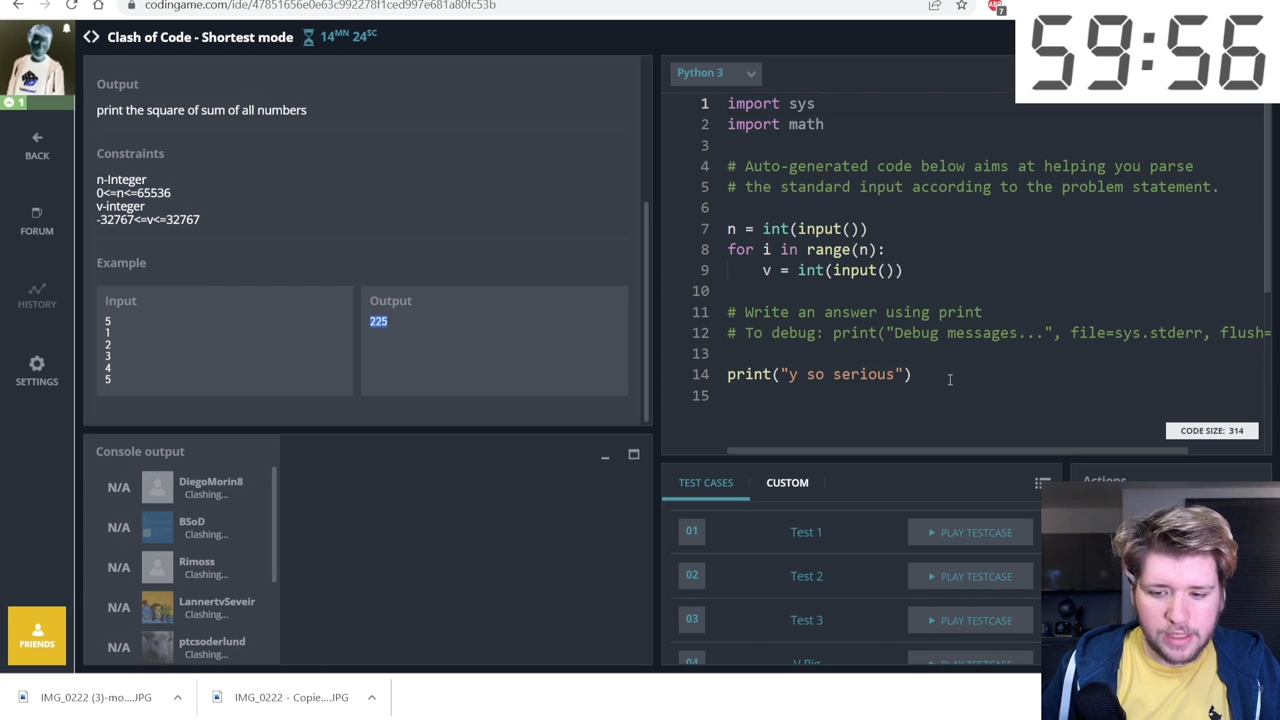 codingame.com/ide/47851656e0e63c992278f1ced997e681a80fc53b
7
59:56
<> Clash of Code - Shortest mode 14MN 24SC
1
BACK
FORUM
HISTORY
SETTINGS
FRIENDS
Output
print the square of sum of all numbers
Constraints
n-Integer
0<=n<=65536
v-integer
-32767<=v<=32767
Example
Input
5
1
2
3
4
5
Output
225
Console output
N/A DiegoMorin8
Clashing...
N/A BSoD
Clashing...
N/A Rimoss
Clashing...
N/A LannertvSeveir
Clashing...
N/A ptcsoderlund
Clashing...
Python 3
1 import sys
2 import math
3
4 # Auto-generated code below aims at helping you parse
5 # the standard input according to the problem statement.
6
7 n = int(input())
8 for i in range(n):
9 v = int(input())
10
11 # Write an answer using print
12 # To debug: print("Debug messages...", file=sys.stderr, flush=
13
14 print("y so serious")
15
CODE SIZE: 314
TEST CASES CUSTOM
Actions
01 Test 1 PLAY TESTCASE
02 Test 2 PLAY TESTCASE
03 Test 3 PLAY TESTCASE
04 V Big
IMG_0222 (3)-mo....JPG
IMG_0222 - Copie....JPG